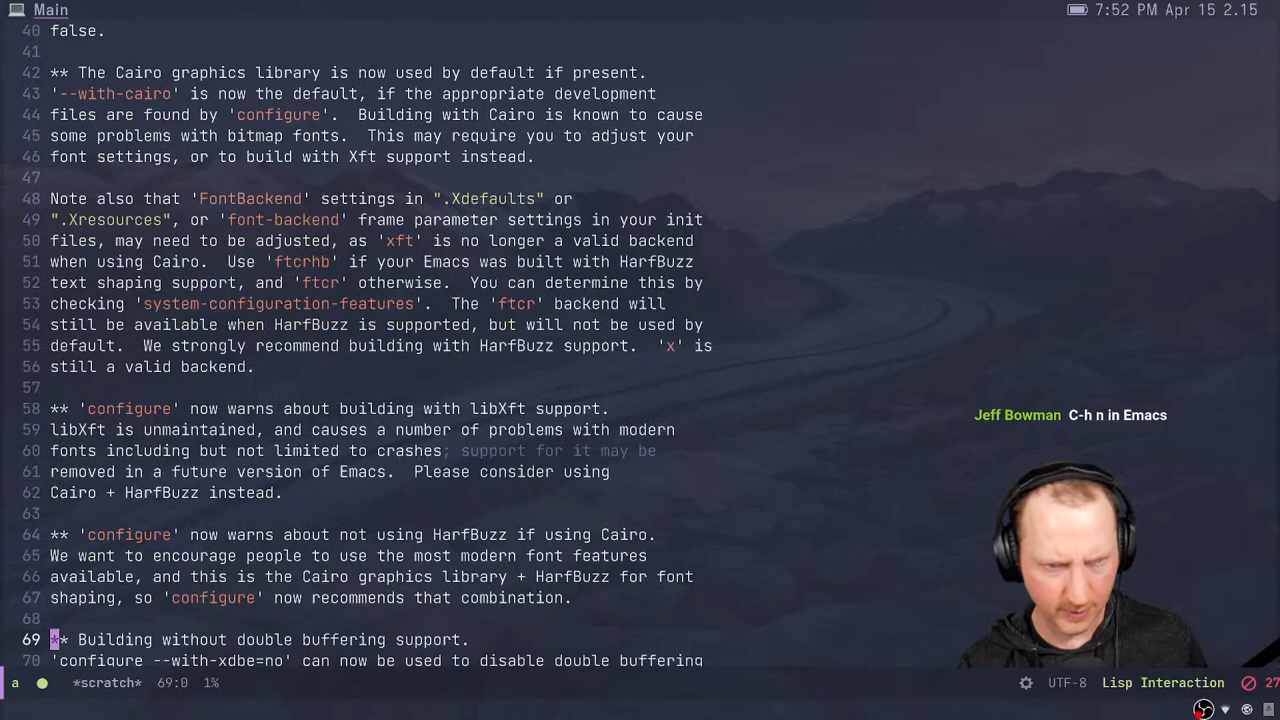 Main
7:52 PM Apr 15 2.15
40 false.
41
42 ** The Cairo graphics library is now used by default if present.
43 '--with-cairo' is now the default, if the appropriate development
44 files are found by 'configure'.  Building with Cairo is known to cause
45 some problems with bitmap fonts.  This may require you to adjust your
46 font settings, or to build with Xft support instead.
47
48 Note also that 'FontBackend' settings in ".Xdefaults" or
49 ".Xresources", or 'font-backend' frame parameter settings in your init
50 files, may need to be adjusted, as 'xft' is no longer a valid backend
51 when using Cairo.  Use 'ftcrhb' if your Emacs was built with HarfBuzz
52 text shaping support, and 'ftcr' otherwise.  You can determine this by
53 checking 'system-configuration-features'.  The 'ftcr' backend will
54 still be available when HarfBuzz is supported, but will not be used by
55 default.  We strongly recommend building with HarfBuzz support.  'x' is
56 still a valid backend.
57
58 ** 'configure' now warns about building with libXft support.
59 libXft is unmaintained, and causes a number of problems with modern
60 fonts including but not limited to crashes; support for it may be
61 removed in a future version of Emacs.  Please consider using
62 Cairo + HarfBuzz instead.
63
64 ** 'configure' now warns about not using HarfBuzz if using Cairo.
65 We want to encourage people to use the most modern font features
66 available, and this is the Cairo graphics library + HarfBuzz for font
67 shaping, so 'configure' now recommends that combination.
68
69 ** Building without double buffering support.
70 'configure --with-xdbe=no' can now be used to disable double buffering
Jeff Bowman C-h n in Emacs
a *scratch* 69:0 1% UTF-8 Lisp Interaction 27